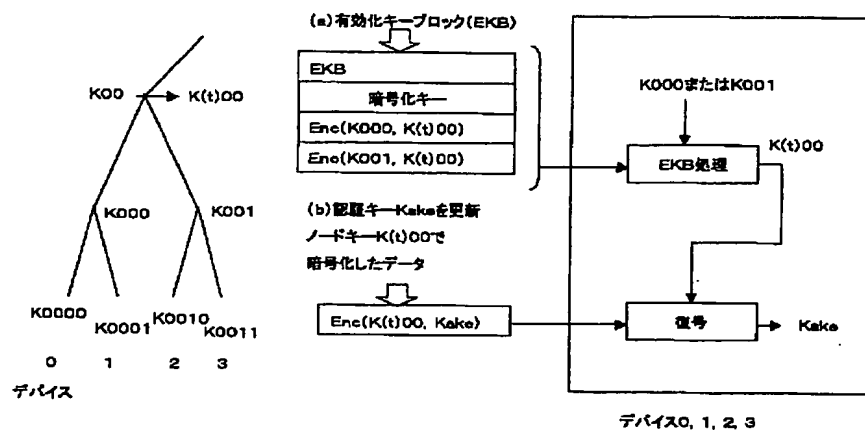 K00
K(t)00
K000
K001
K0000
K0001
K0010
K0011
0 1 2 3
デバイス
(a)有効化キーブロック(EKB)
EKB
暗号化キー
Enc(K000, K(t)00)
Enc(K001, K(t)00)
(b)認証キーKakeを更新
ノードキーK(t)00で
暗号化したデータ
Enc(K(t)00, Kake)
K000またはK001
EKB処理
K(t)00
復号
Kake
デバイス0, 1, 2, 3